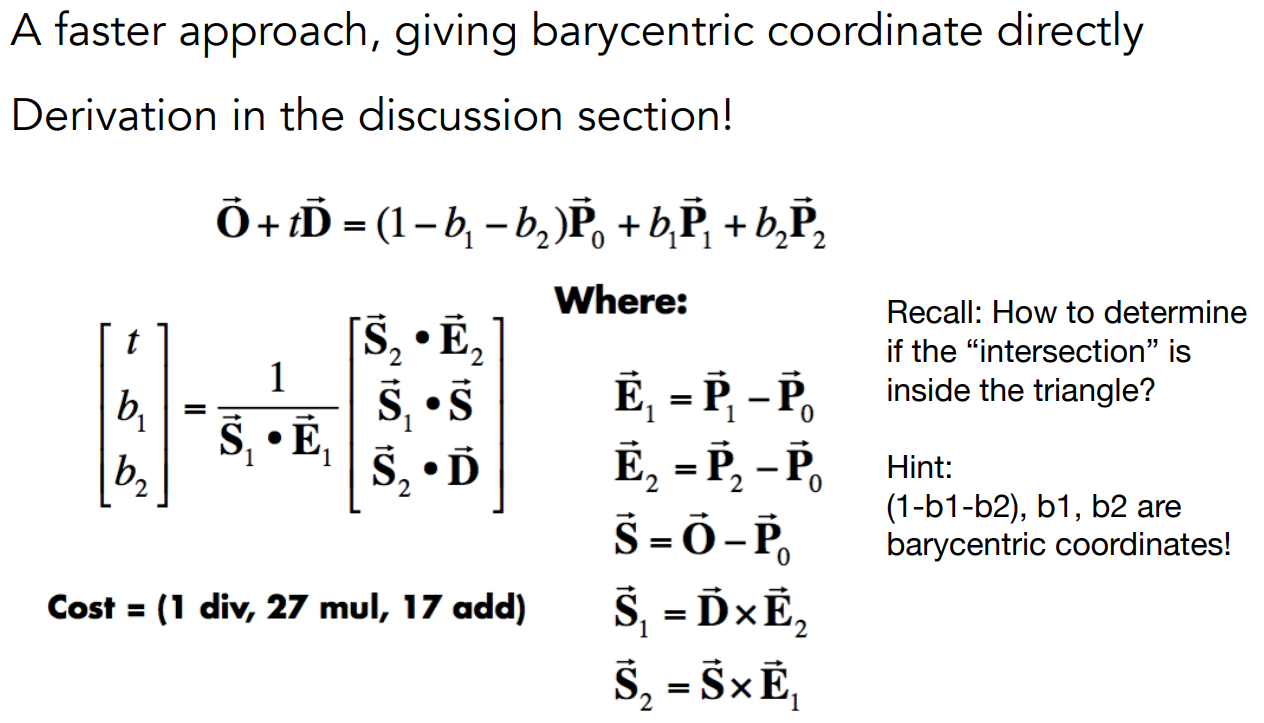 A faster approach, giving barycentric coordinate directly
Derivation in the discussion section!
$\vec{\mathbf{O}} + t\vec{\mathbf{D}} = (1 - b_1 - b_2)\vec{\mathbf{P}}_0 + b_1\vec{\mathbf{P}}_1 + b_2\vec{\mathbf{P}}_2$
$\begin{bmatrix} t \\ b_1 \\ b_2 \end{bmatrix} = \frac{1}{\vec{\mathbf{S}}_1 \bullet \vec{\mathbf{E}}_1} \begin{bmatrix} \vec{\mathbf{S}}_2 \bullet \vec{\mathbf{E}}_2 \\ \vec{\mathbf{S}}_1 \bullet \vec{\mathbf{S}} \\ \vec{\mathbf{S}}_2 \bullet \vec{\mathbf{D}} \end{bmatrix}$
Cost = (1 div, 27 mul, 17 add)
Where:
$\vec{\mathbf{E}}_1 = \vec{\mathbf{P}}_1 - \vec{\mathbf{P}}_0$
$\vec{\mathbf{E}}_2 = \vec{\mathbf{P}}_2 - \vec{\mathbf{P}}_0$
$\vec{\mathbf{S}} = \vec{\mathbf{O}} - \vec{\mathbf{P}}_0$
$\vec{\mathbf{S}}_1 = \vec{\mathbf{D}} \times \vec{\mathbf{E}}_2$
$\vec{\mathbf{S}}_2 = \vec{\mathbf{S}} \times \vec{\mathbf{E}}_1$
Recall: How to determine
if the “intersection” is
inside the triangle?
Hint:
(1-b1-b2), b1, b2 are
barycentric coordinates!